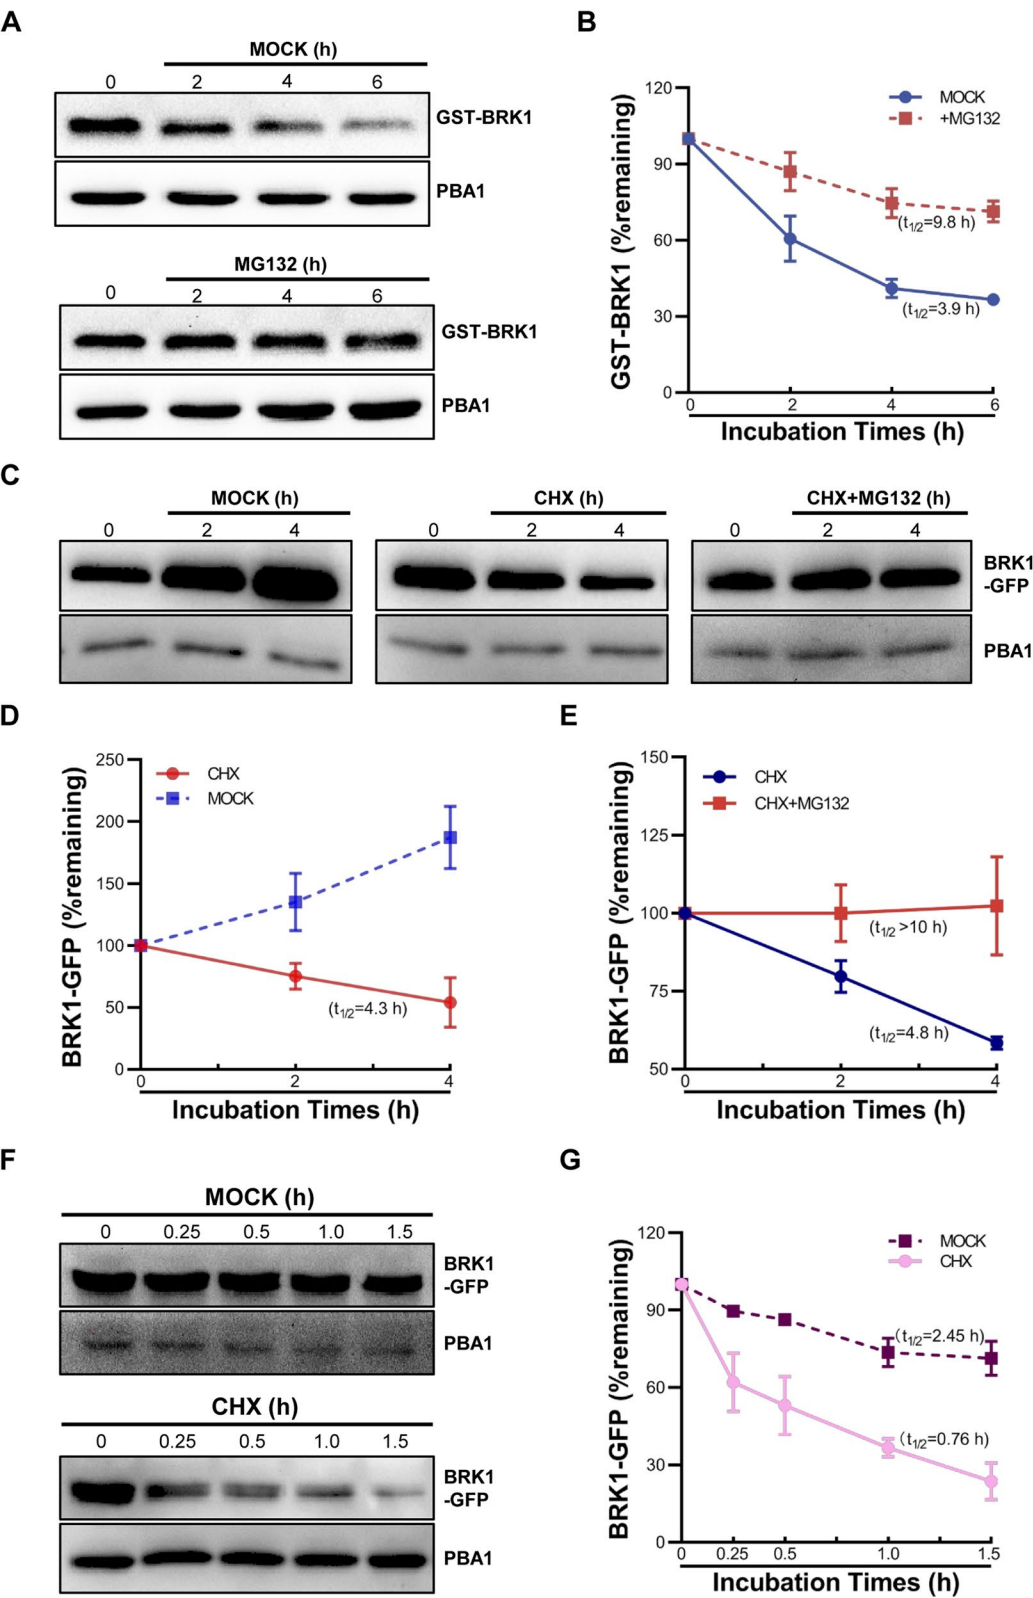 A
MOCK (h)
0 2 4 6
GST-BRK1
PBA1
MG132 (h)
0 2 4 6
GST-BRK1
PBA1
B
120
90
60
30
0
GST-BRK1 (%remaining)
MOCK
+MG132
(t1/2=9.8 h)
(t1/2=3.9 h)
0 2 4 6
Incubation Times (h)
C
MOCK (h) CHX (h) CHX+MG132 (h)
0 2 4 0 2 4 0 2 4
BRK1
-GFP
PBA1
D
250
200
150
100
50
0
BRK1-GFP (%remaining)
CHX
MOCK
(t1/2=4.3 h)
0 2 4
Incubation Times (h)
E
150
125
100
75
50
BRK1-GFP (%remaining)
CHX
CHX+MG132
(t1/2 >10 h)
(t1/2=4.8 h)
0 2 4
Incubation Times (h)
F
MOCK (h)
0 0.25 0.5 1.0 1.5
BRK1
-GFP
PBA1
CHX (h)
0 0.25 0.5 1.0 1.5
BRK1
-GFP
PBA1
G
120
90
60
30
0
BRK1-GFP (%remaining)
MOCK
CHX
(t1/2=2.45 h)
(t1/2=0.76 h)
0 0.25 0.5 1.0 1.5
Incubation Times (h)